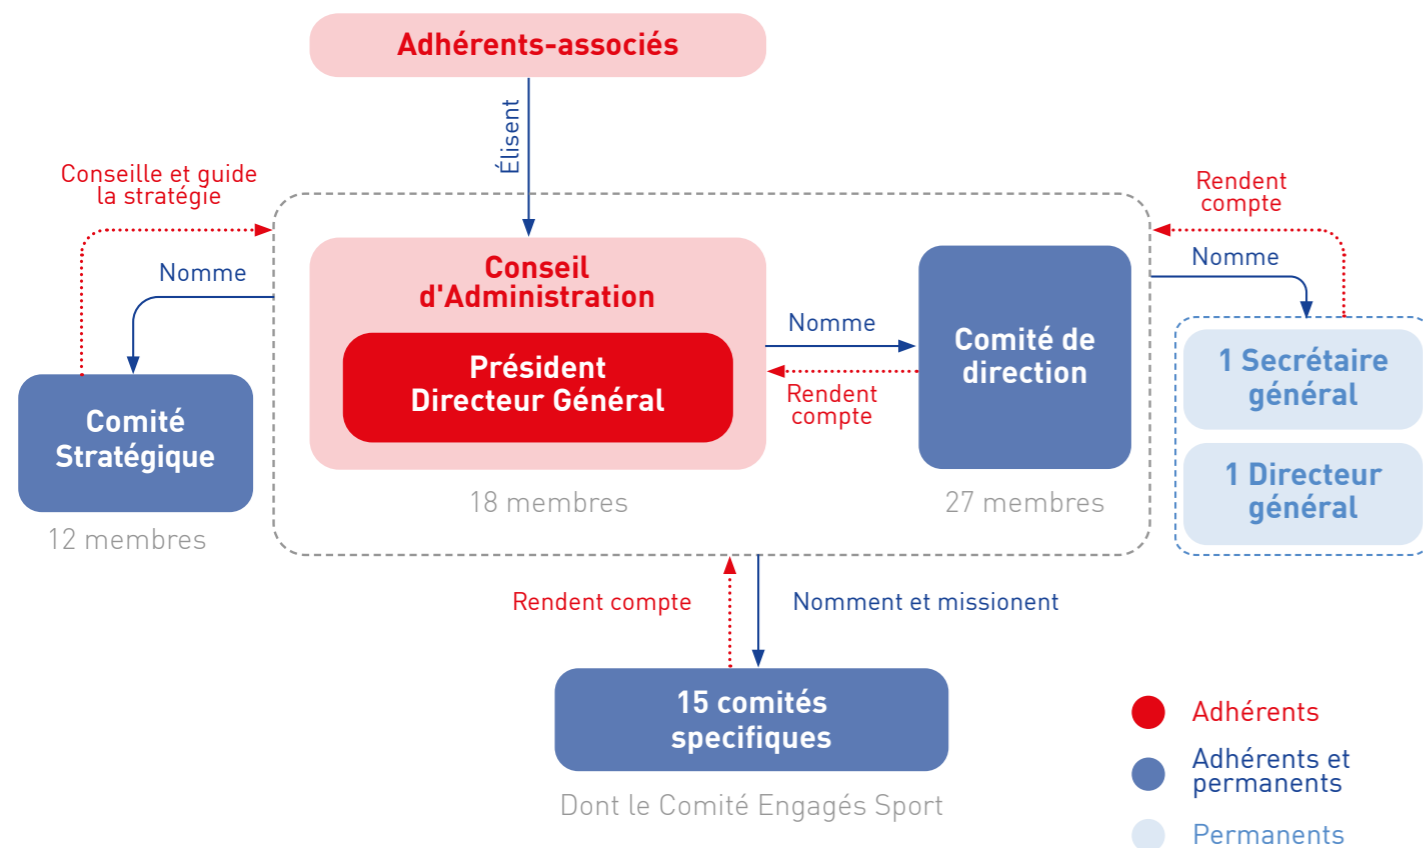 Adhérents-associés
Élisent
Conseille et guide
la stratégie
Rendent
compte
Nomme
Nomme
Conseil
d'Administration
Président
Directeur Général
18 membres
Nomme
Rendent
compte
Comité de
direction
27 membres
1 Secrétaire
général
1 Directeur
général
Comité
Stratégique
12 membres
Rendent compte
Nomment et missionent
15 comités
specifiques
Dont le Comité Engagés Sport
Adhérents
Adhérents et
permanents
Permanents